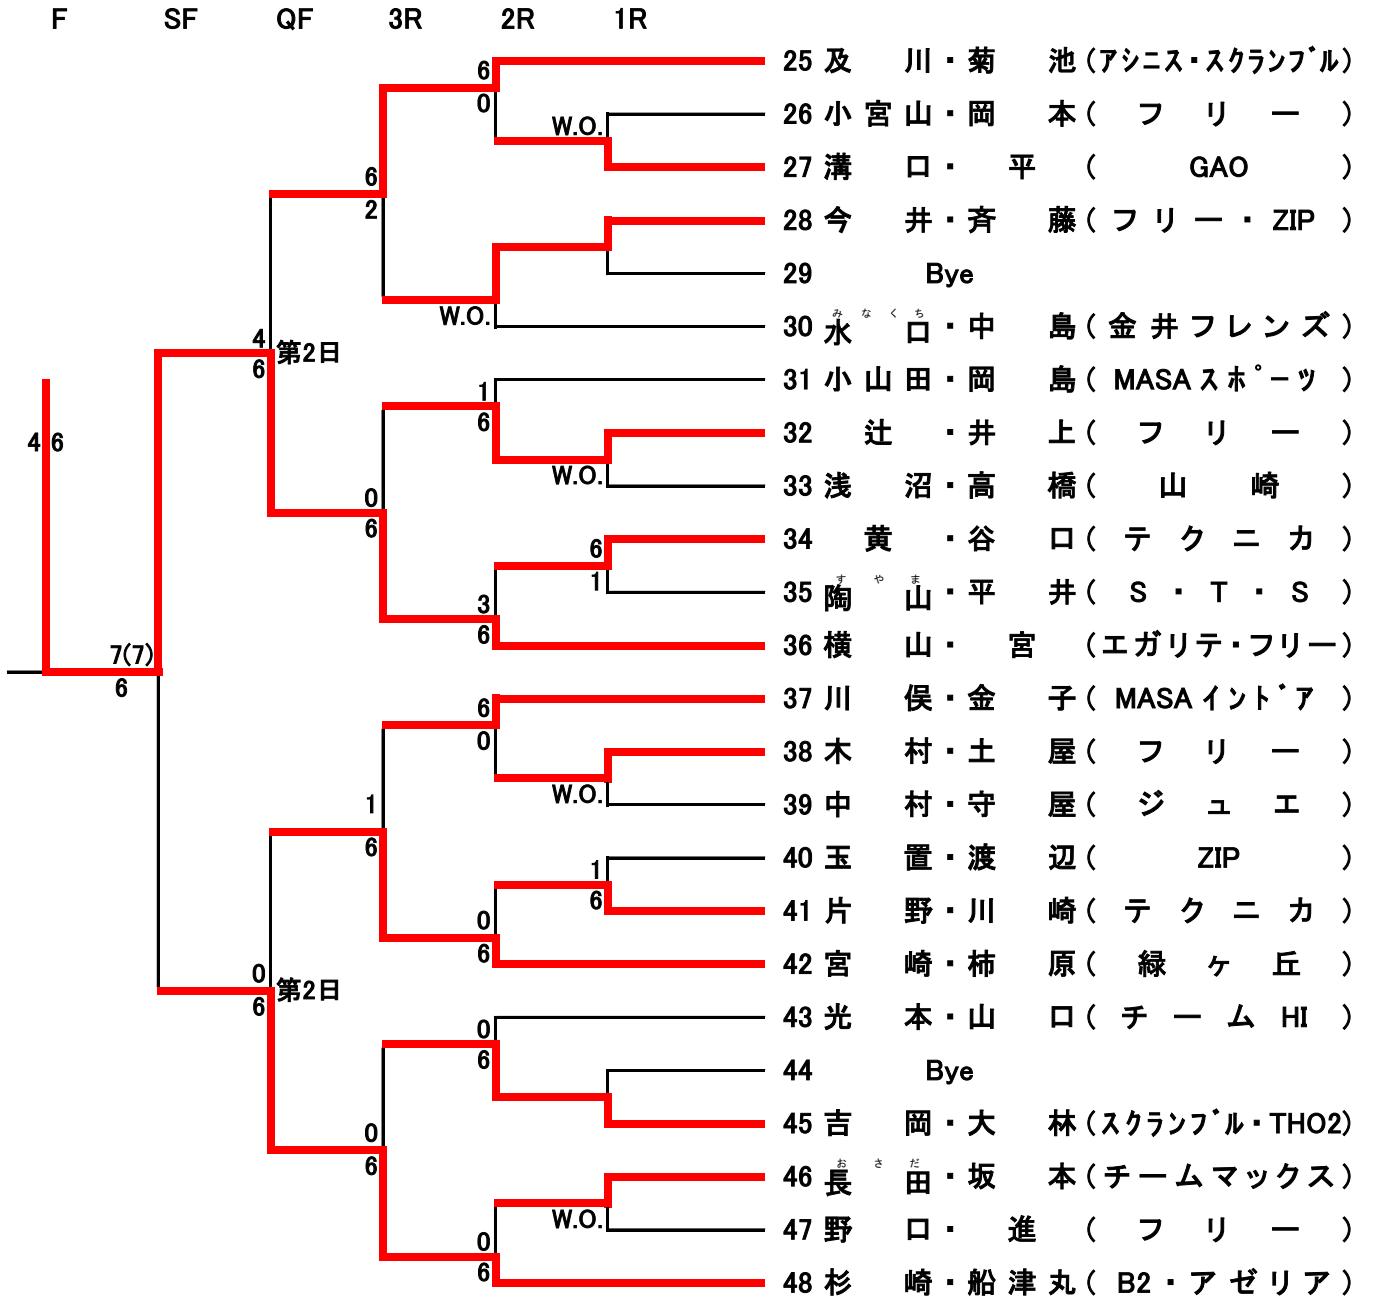 F SF QF 3R 2R 1R
25 及川・菊池(アシニス・スクランブル)
6
0
26 小宮山・岡本(フリー)
W.O.
27 溝口・平(GAO)
6
2
28 今井・斉藤(フリー・ZIP)
29 Bye
W.O.
みなくち
30 水口・中島(金井フレンズ)
4
第2日
6
31 小山田・岡島(MASAスポーツ)
1
6
32 辻・井上(フリー)
4 6
W.O.
33 浅沼・高橋(山崎)
0
6
34 黄・谷口(テクニカ)
6
1
すやま
35 陶山・平井(S・T・S)
3
6
36 横山・宮(エガリテ・フリー)
7(7)
6
37 川俣・金子(MASAインドア)
6
0
38 木村・土屋(フリー)
W.O.
39 中村・守屋(ジュエ)
1
6
40 玉置・渡辺(ZIP)
1
6
41 片野・川崎(テクニカ)
0
6
42 宮崎・柿原(緑ヶ丘)
0
第2日
6
43 光本・山口(チームHI)
0
6
44 Bye
45 吉岡・大林(スクランブル・THO2)
0
6
おさだ
46 長田・坂本(チームマックス)
W.O.
47 野口・進(フリー)
0
6
48 杉崎・船津丸(B2・アゼリア)